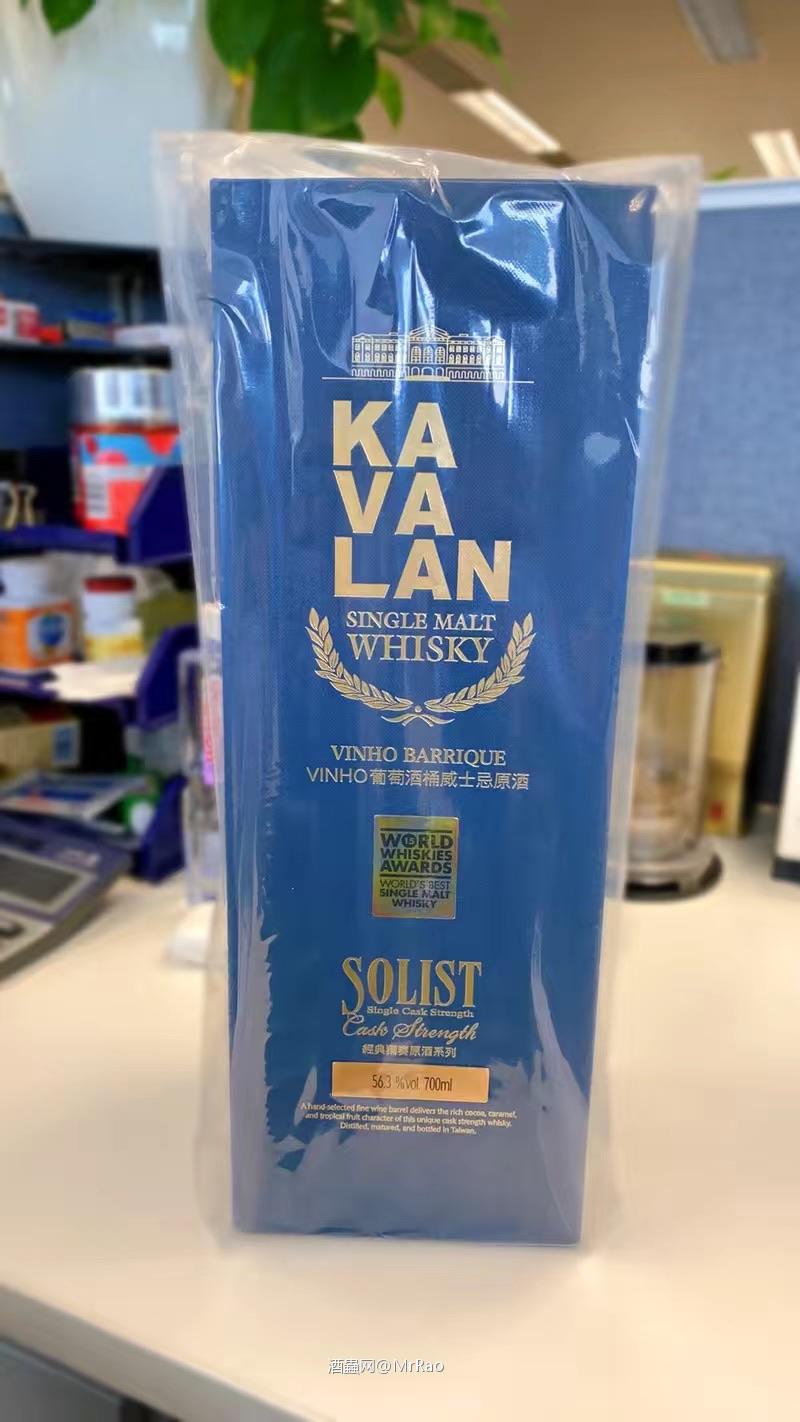 KA
VA
LAN
SINGLE MALT
WHISKY
VINHO BARRIQUE
VINHO葡萄酒桶威士忌原酒
WORLD
WHISKIES
AWARDS
WORLD'S BEST
SINGLE MALT
WHISKY
SOLIST
Single Cask Strength
Cask Strength
經典獨奏原酒系列
56.3 %vol 700ml
A hand-selected fine wine barrel delivers the rich cocoa, caramel,
and tropical fruit character of this unique cask strength whisky.
Distilled, matured, and bottled in Taiwan.
酒蟲网@MrRao